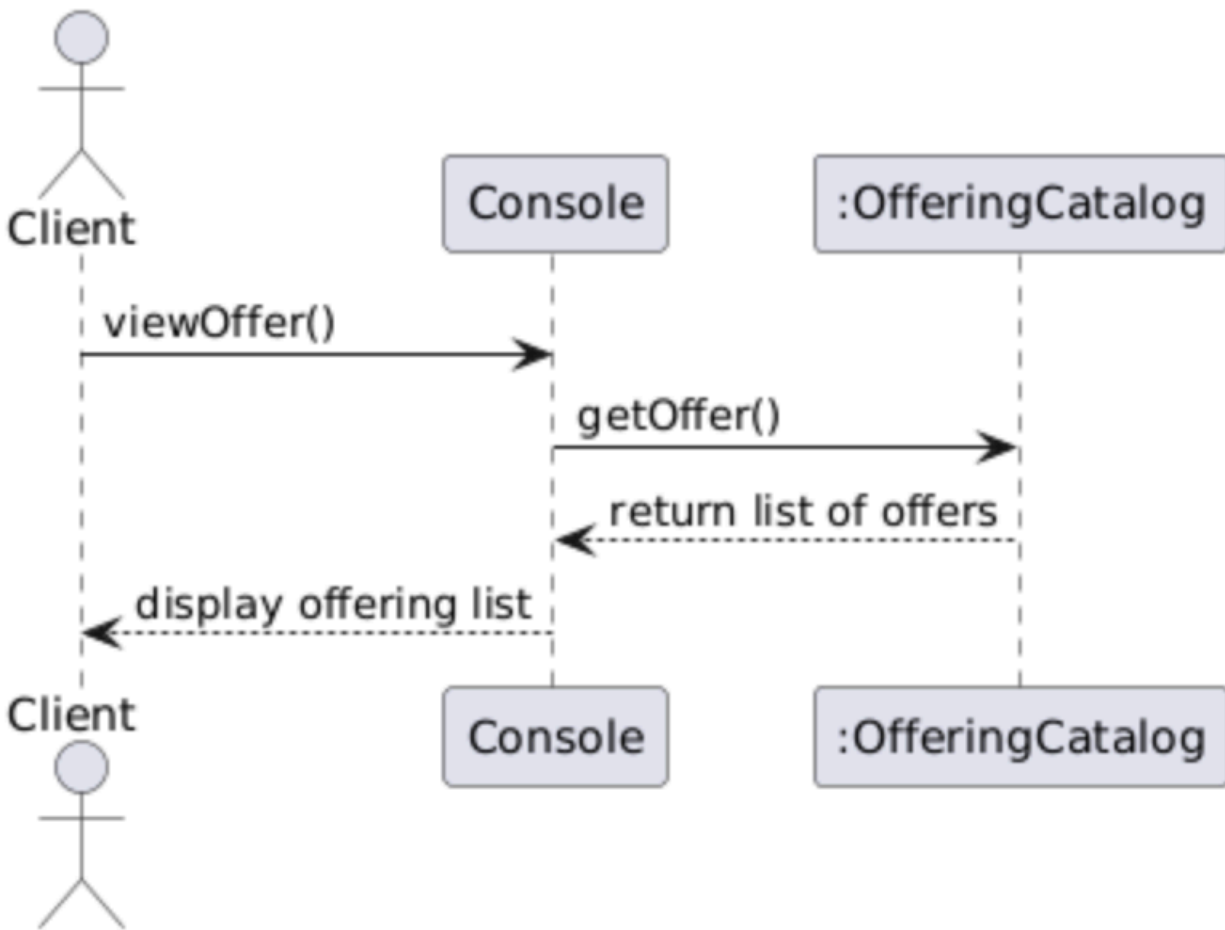 Client
Console
:OfferingCatalog
viewOffer()
getOffer()
return list of offers
display offering list
Client
Console
:OfferingCatalog